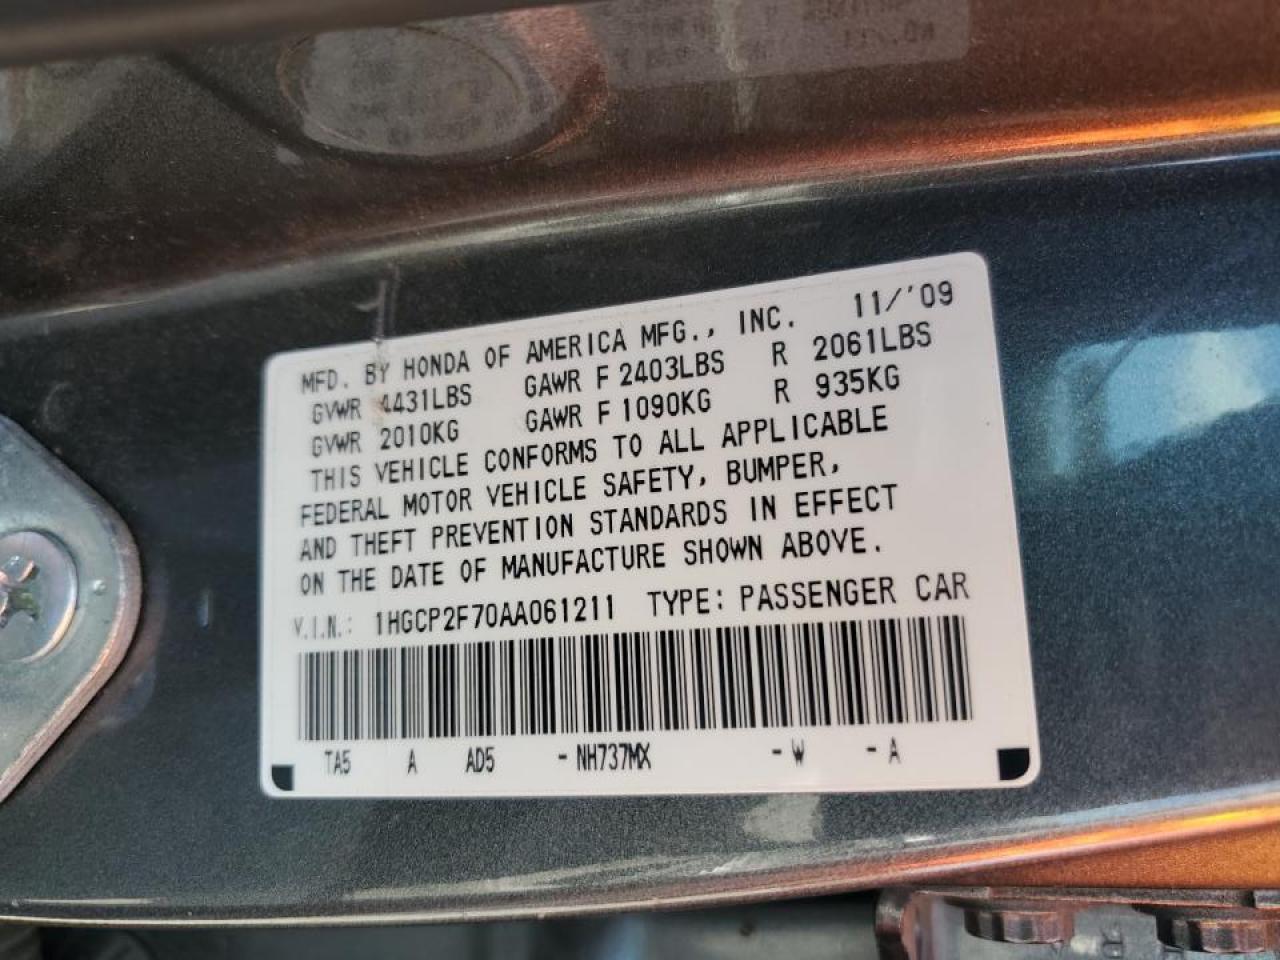 MFD. BY HONDA OF AMERICA MFG., INC. 11/'09
GVWR 4431LBS GAWR F 2403LBS R 2061LBS
GVWR 2010KG GAWR F 1090KG R 935KG
THIS VEHICLE CONFORMS TO ALL APPLICABLE
FEDERAL MOTOR VEHICLE SAFETY, BUMPER,
AND THEFT PREVENTION STANDARDS IN EFFECT
ON THE DATE OF MANUFACTURE SHOWN ABOVE.
V.I.N.: 1HGCP2F70AA061211 TYPE: PASSENGER CAR
TA5 A AD5 -NH737MX -W -A